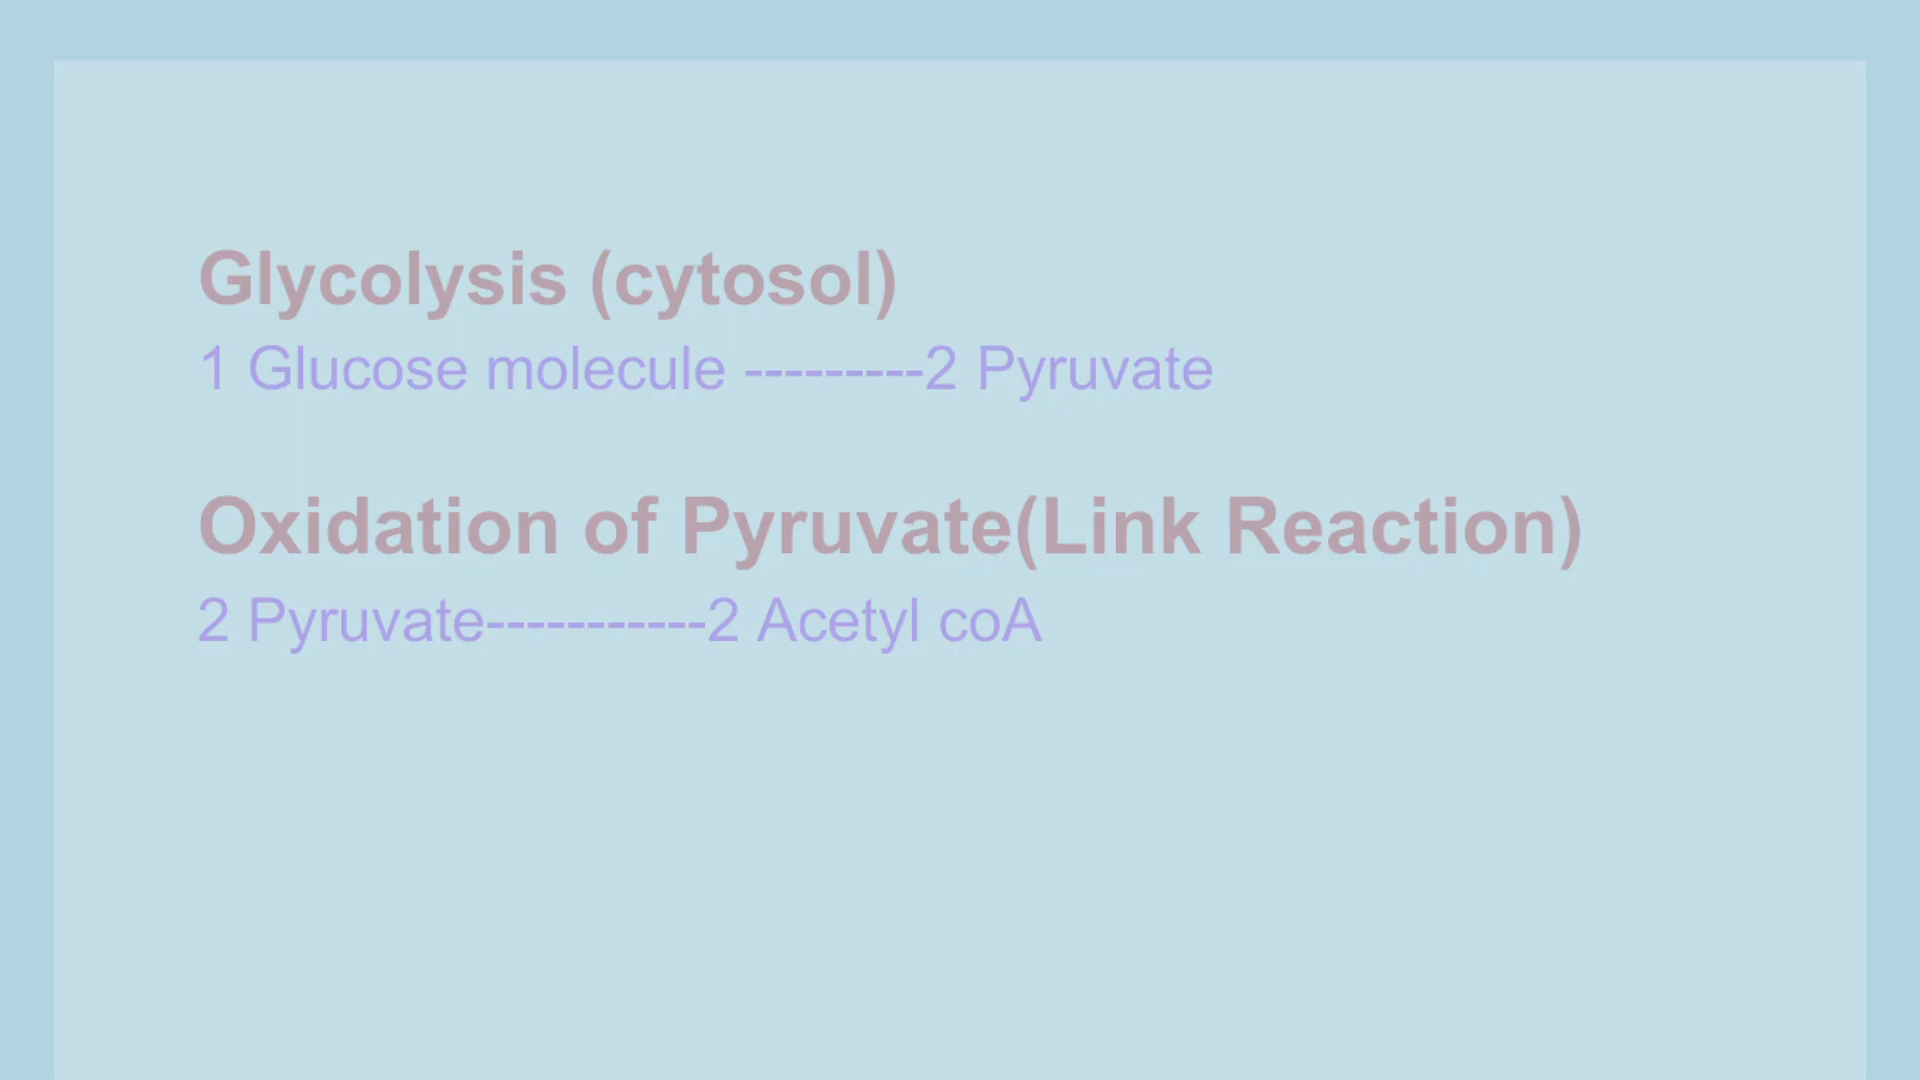 Glycolysis (cytosol)
1 Glucose molecule ---------2 Pyruvate
Oxidation of Pyruvate(Link Reaction)
2 Pyruvate-----------2 Acetyl coA